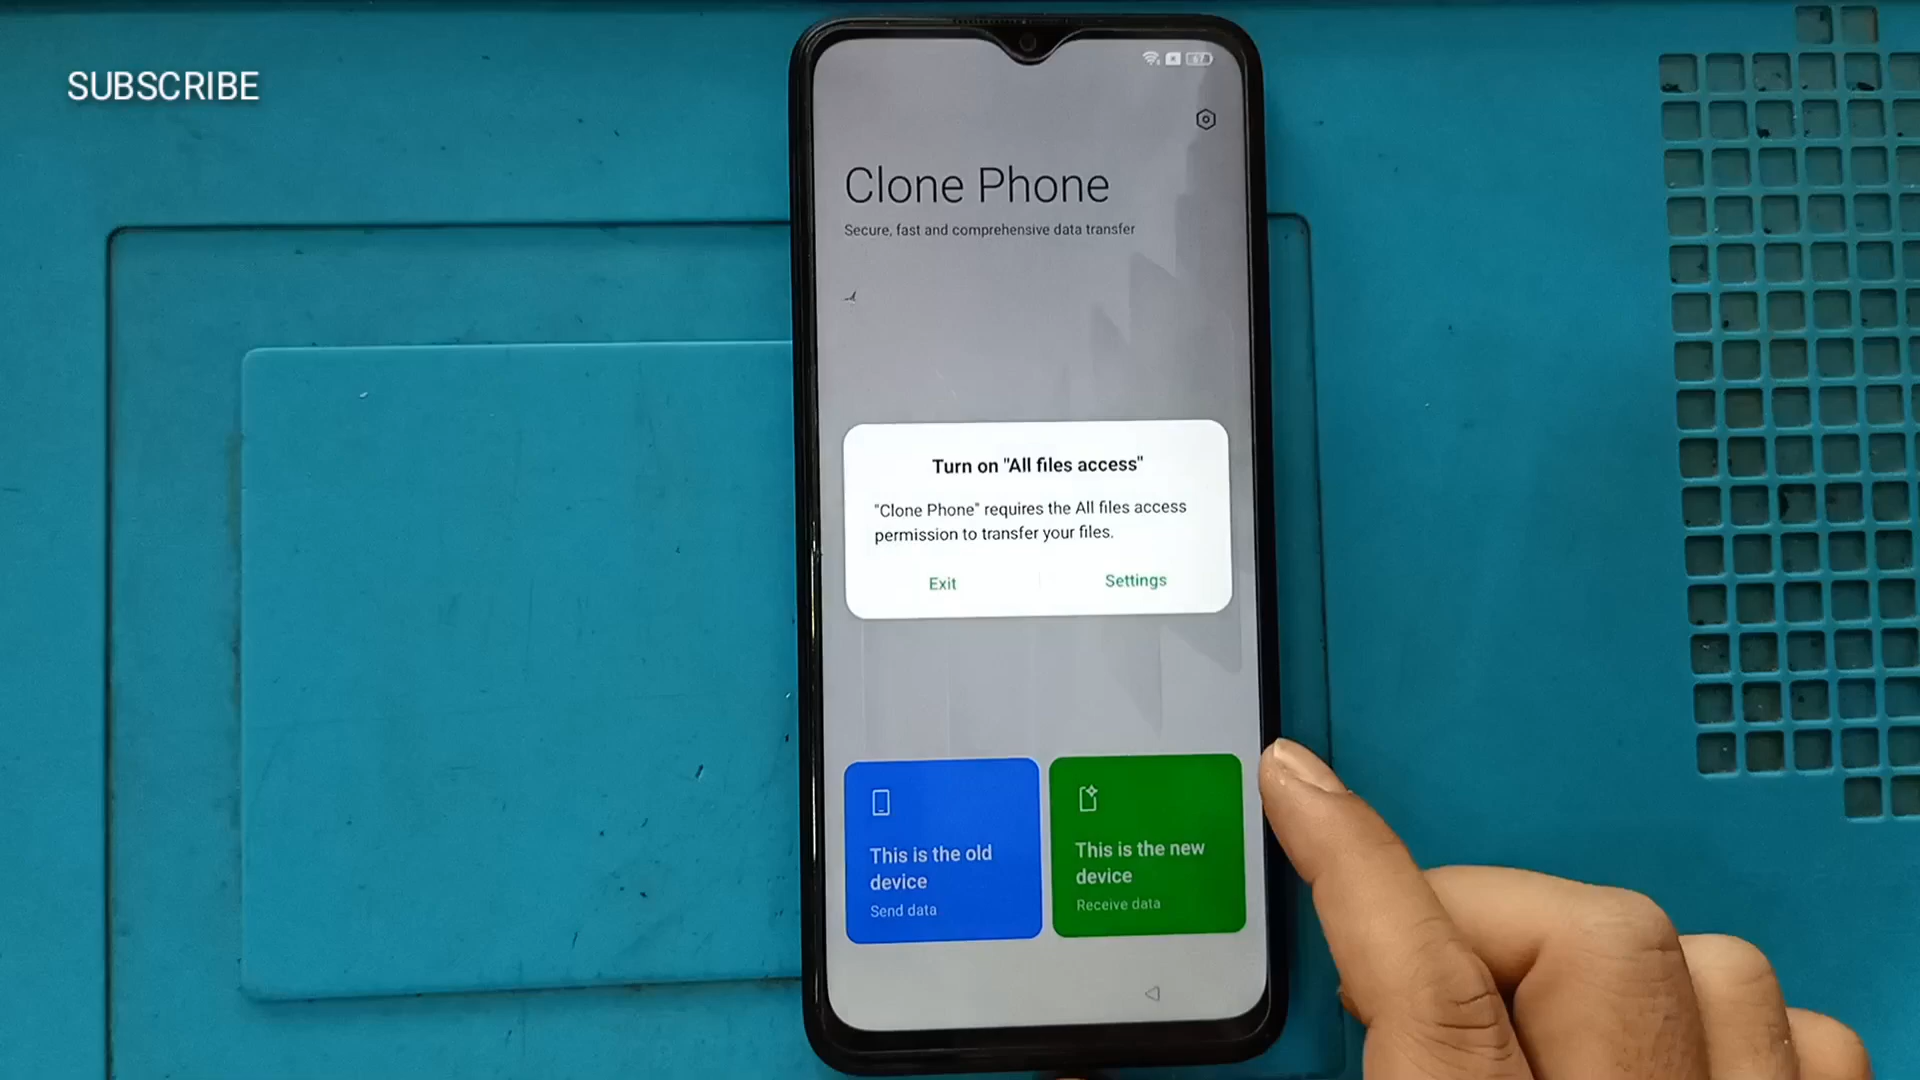 SUBSCRIBE
67
Clone Phone
Secure, fast and comprehensive data transfer
Turn on "All files access"
"Clone Phone" requires the All files access
permission to transfer your files.
Exit
Settings
This is the old
device
Send data
This is the new
device
Receive data